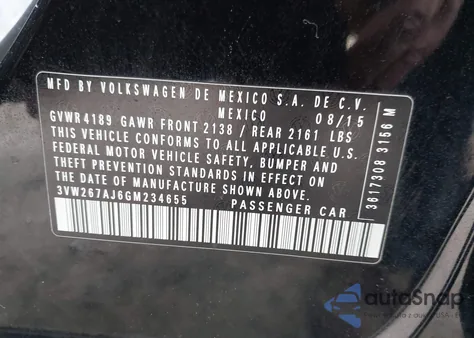 MFD BY VOLKSWAGEN DE MEXICO S.A. DE C.V.
MEXICO 08/15
GVWR 4189 GAWR FRONT 2138 / REAR 2161 LBS
THIS VEHICLE CONFORMS TO ALL APPLICABLE U.S.
FEDERAL MOTOR VEHICLE SAFETY, BUMPER AND
THEFT PREVENTION STANDARDS IN EFFECT ON
THE DATE OF MANUFACTURE SHOWN ABOVE.
3VW267AJ6GM234655 PASSENGER CAR
36173008 3156 M
autoSnap